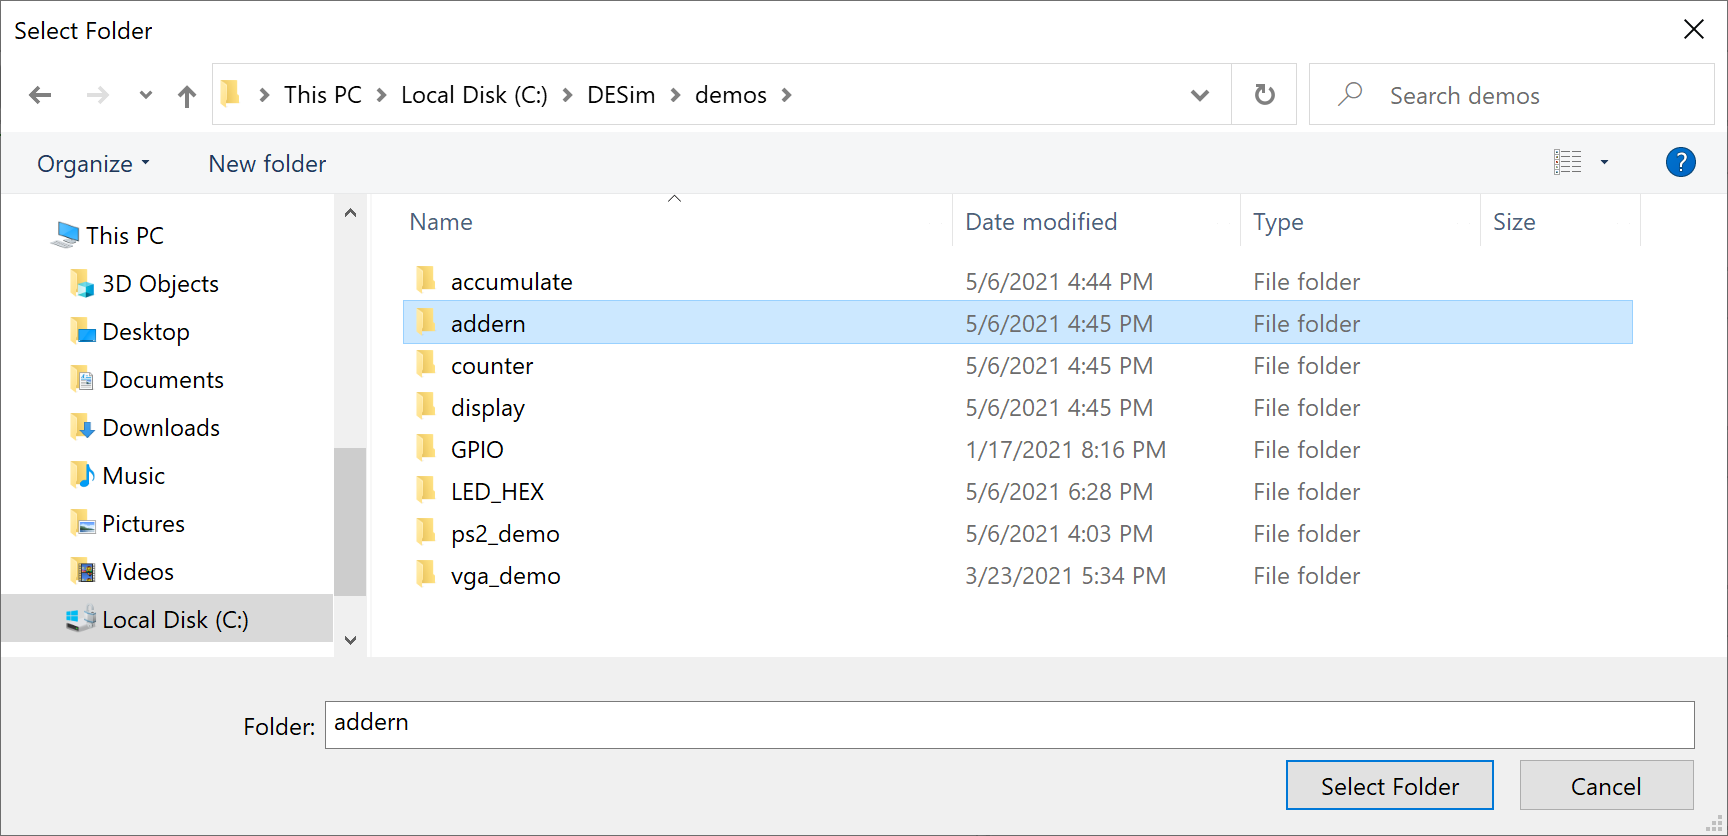 Select Folder
This PC > Local Disk (C:) > DESim > demos >
Search demos
Organize New folder
?
This PC
3D Objects
Desktop
Documents
Downloads
Music
Pictures
Videos
Local Disk (C:)
Name Date modified Type Size
accumulate 5/6/2021 4:44 PM File folder
addern 5/6/2021 4:45 PM File folder
counter 5/6/2021 4:45 PM File folder
display 5/6/2021 4:45 PM File folder
GPIO 1/17/2021 8:16 PM File folder
LED_HEX 5/6/2021 6:28 PM File folder
ps2_demo 5/6/2021 4:03 PM File folder
vga_demo 3/23/2021 5:34 PM File folder
Folder: addern
Select Folder Cancel